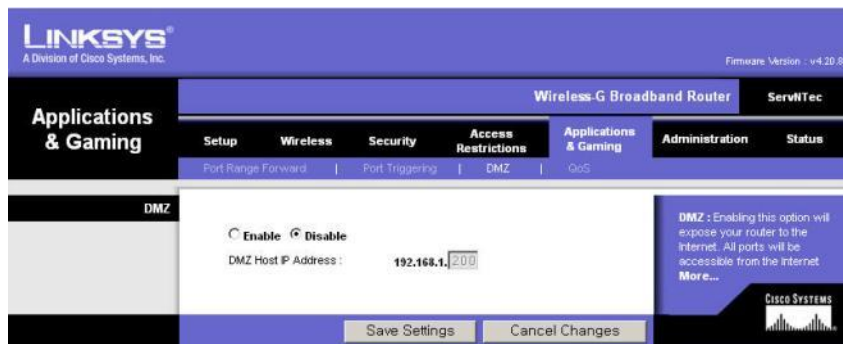 LINKSYS®
A Division of Cisco Systems, Inc.
Firmware Version : v4.20.8
Applications & Gaming
Wireless-G Broadband Router
ServNTec
Setup
Wireless
Security
Access Restrictions
Applications & Gaming
Administration
Status
Port Range Forward | Port Triggering | DMZ | QoS
DMZ
Enable Disable
DMZ Host IP Address : 192.168.1.200
DMZ : Enabling this option will
expose your router to the
Internet. All ports will be
accessible from the internet
More...
CISCO SYSTEMS
Save Settings
Cancel Changes